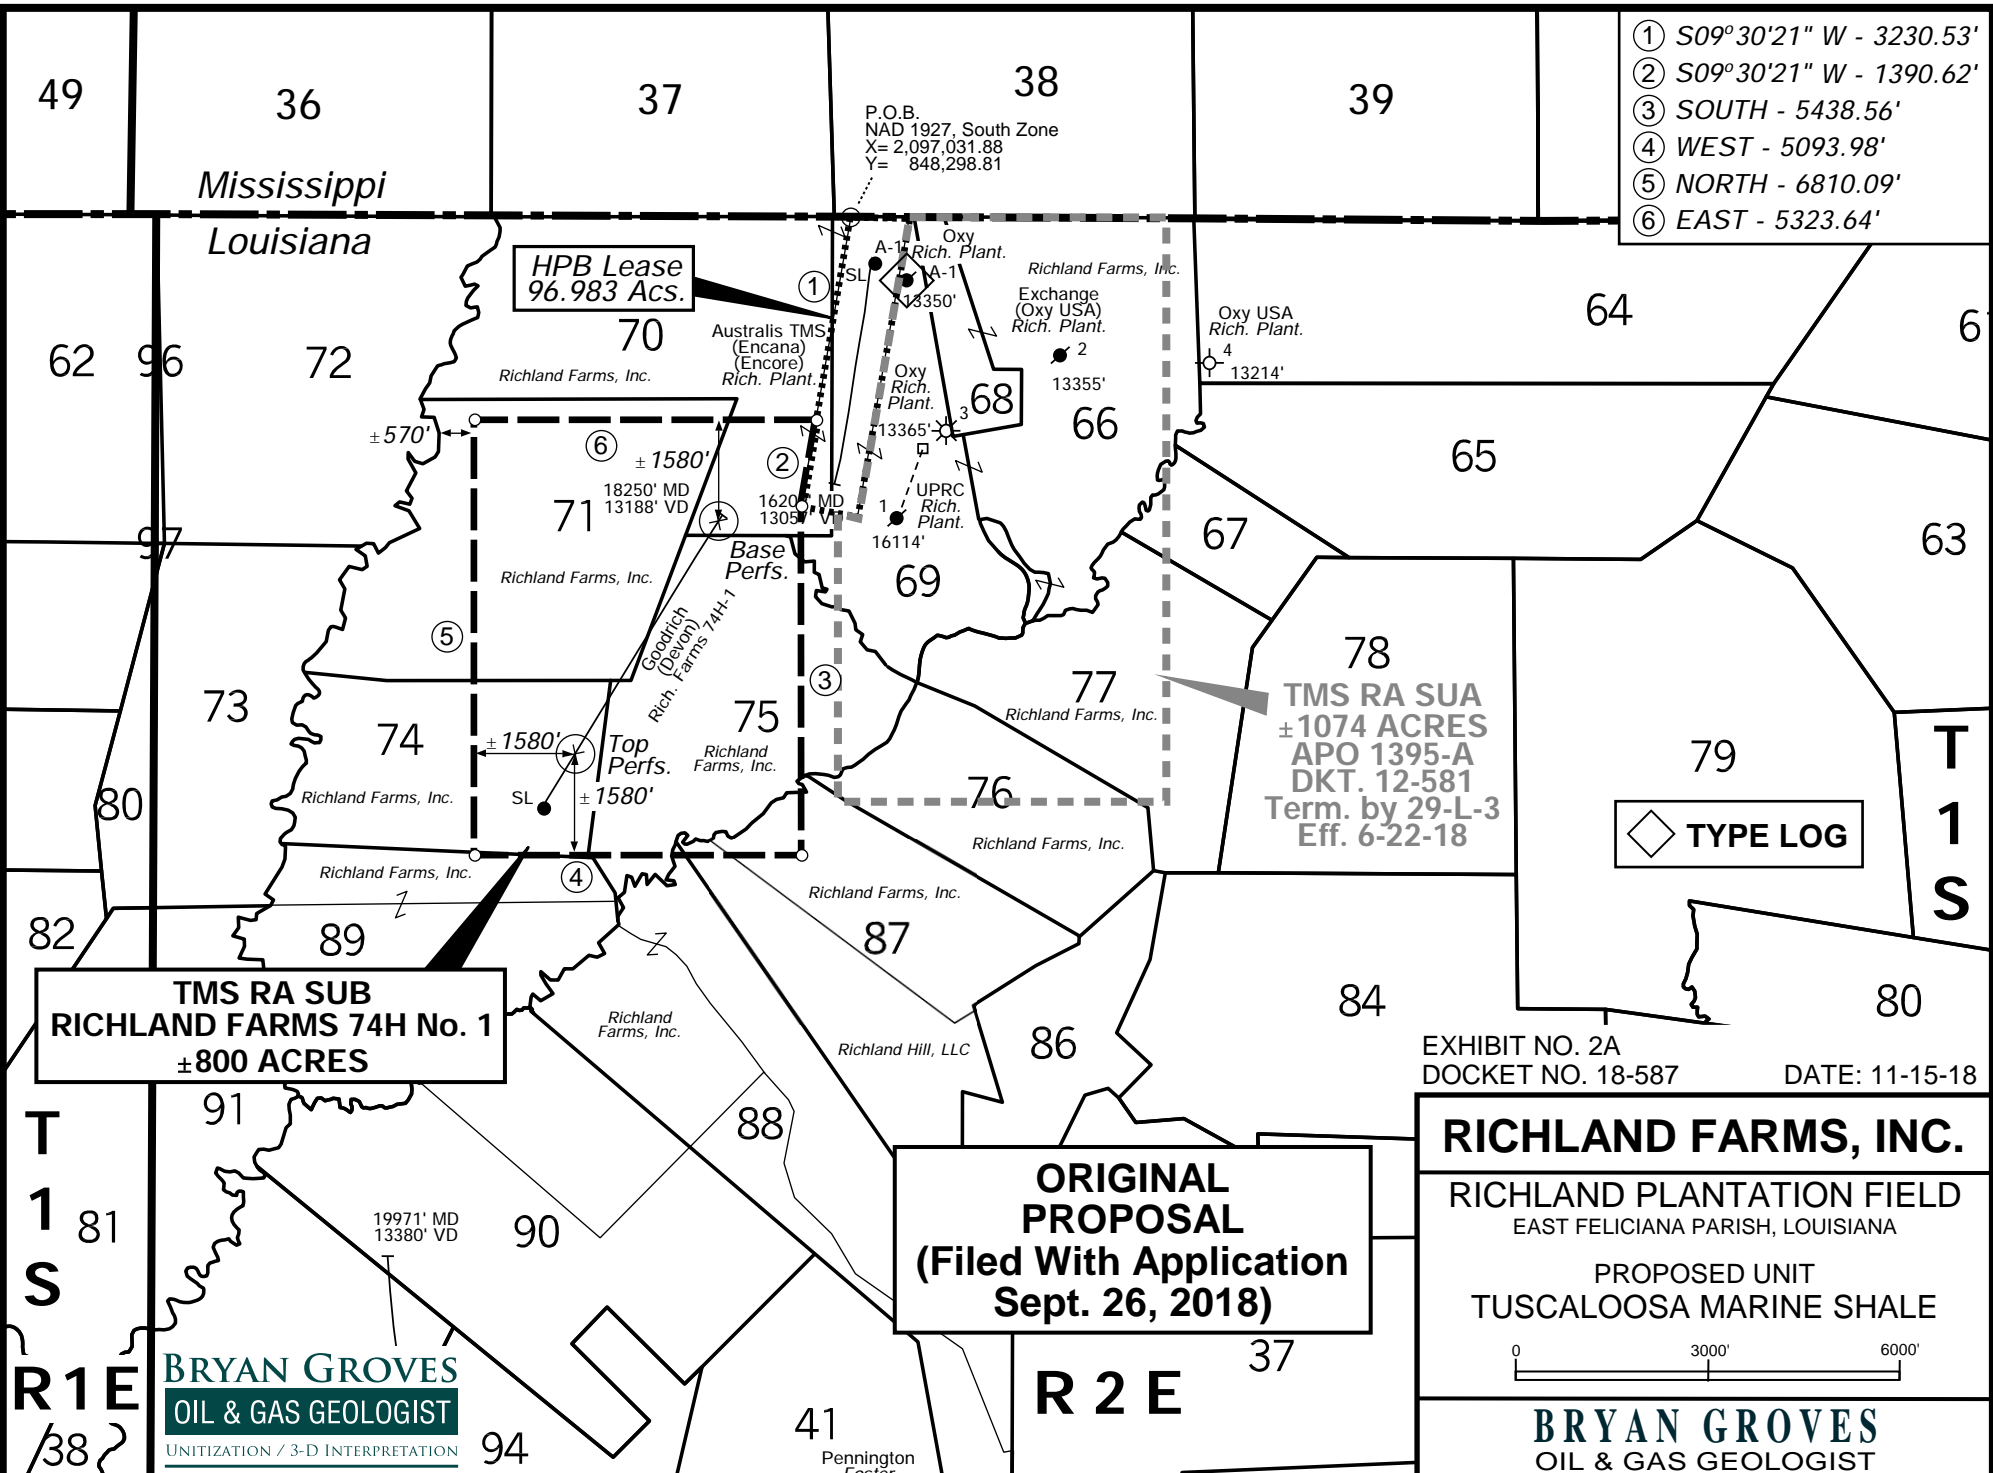 ① S09°30'21" W - 3230.53'
② S09°30'21" W - 1390.62'
③ SOUTH - 5438.56'
④ WEST - 5093.98'
⑤ NORTH - 6810.09'
⑥ EAST - 5323.64'
49
36
37
38
39
P.O.B.
NAD 1927, South Zone
X= 2,097,031.88
Y= 848,298.81
Mississippi
Louisiana
HPB Lease
96.983 Acs.
62
96
72
70
Richland Farms, Inc.
Australis TMS
(Encana)
(Encore)
Rich. Plant.
①
SL
A-1
Oxy
Rich. Plant.
A-1
13350'
Richland Farms, Inc.
Exchange
(Oxy USA)
Rich. Plant.
2
13355'
Oxy USA
Rich. Plant.
4
13214'
64
Oxy
Rich.
Plant.
3
13365'
68
66
65
±570'
⑥
±1580'
②
18250' MD
13188' VD
71
MD
UPRC
Rich.
Plant.
1
16114'
Base
Perfs.
Richland Farms, Inc.
97
67
63
69
Goodrich
(Devon)
Rich. Farms 74H-1
⑤
③
73
74
75
Richland
Farms, Inc.
77
Richland Farms, Inc.
78
TMS RA SUA
±1074 ACRES
APO 1395-A
DKT. 12-581
Term. by 29-L-3
Eff. 6-22-18
79
T
1
S
±1580'
Top
Perfs.
±1580'
SL
Richland Farms, Inc.
80
76
Richland Farms, Inc.
TYPE LOG
④
Richland Farms, Inc.
Richland Farms, Inc.
82
89
87
84
80
TMS RA SUB
RICHLAND FARMS 74H No. 1
±800 ACRES
Richland
Farms, Inc.
Richland Hill, LLC
86
EXHIBIT NO. 2A
DOCKET NO. 18-587
DATE: 11-15-18
T
1
S
91
88
ORIGINAL
PROPOSAL
(Filed With Application
Sept. 26, 2018)
RICHLAND FARMS, INC.
RICHLAND PLANTATION FIELD
EAST FELICIANA PARISH, LOUISIANA
PROPOSED UNIT
TUSCALOOSA MARINE SHALE
0 3000' 6000'
81
19971' MD
13380' VD
90
R 1 E
38
BRYAN GROVES
OIL & GAS GEOLOGIST
UNITIZATION / 3-D INTERPRETATION
94
41
Pennington
R 2 E
37
BRYAN GROVES
OIL & GAS GEOLOGIST